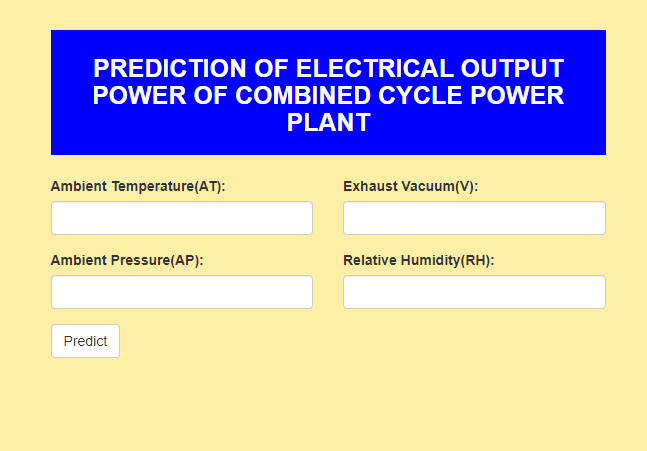 PREDICTION OF ELECTRICAL OUTPUT
POWER OF COMBINED CYCLE POWER
PLANT
Ambient Temperature(AT):
Exhaust Vacuum(V):
Ambient Pressure(AP):
Relative Humidity(RH):
Predict